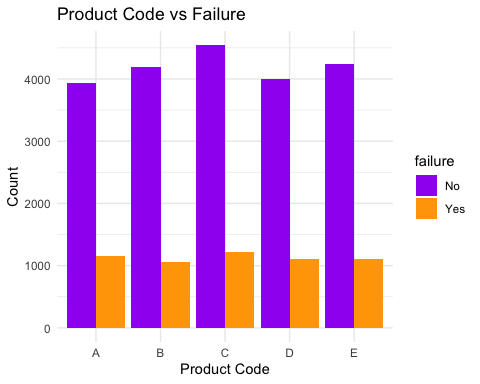 Product Code vs Failure
Count
4000
3000
2000
1000
0
A B C D E
Product Code
failure
No
Yes